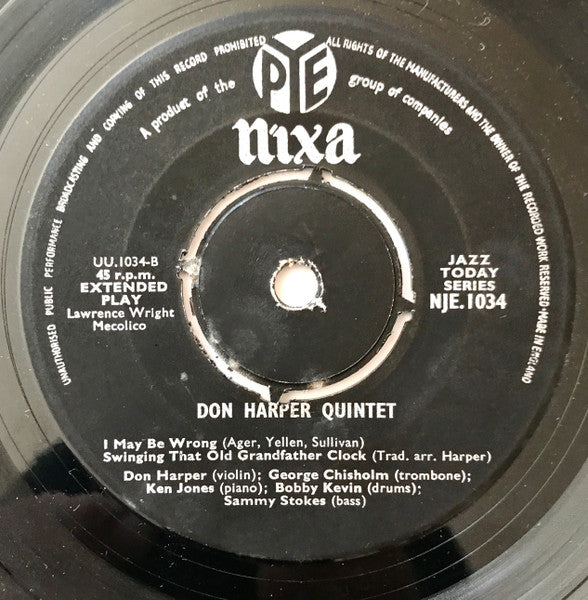 UNAUTHORISED PUBLIC PERFORMANCE BROADCASTING AND COPYING OF THIS RECORD PROHIBITED
ALL RIGHTS OF THE MANUFACTURERS AND THE OWNER OF THE RECORDED WORK RESERVED·MADE IN ENGLAND
A product of the
PYE
group of companies
nixa
UU.1034-B
45 r.p.m.
EXTENDED
PLAY
Lawrence Wright
Mecolico
JAZZ
TODAY
SERIES
NJE.1034
DON HARPER QUINTET
I May Be Wrong (Ager, Yellen, Sullivan)
Swinging That Old Grandfather Clock (Trad. arr. Harper)
Don Harper (violin); George Chisholm (trombone);
Ken Jones (piano); Bobby Kevin (drums);
Sammy Stokes (bass)